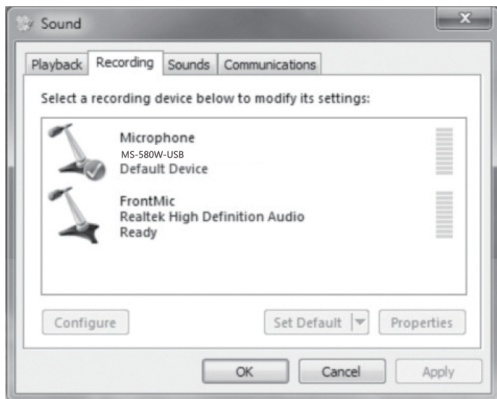 Sound
Playback Recording Sounds Communications
Select a recording device below to modify its settings:
Microphone
MS-580W-USB
Default Device
FrontMic
Realtek High Definition Audio
Ready
Configure Set Default Properties
OK Cancel Apply